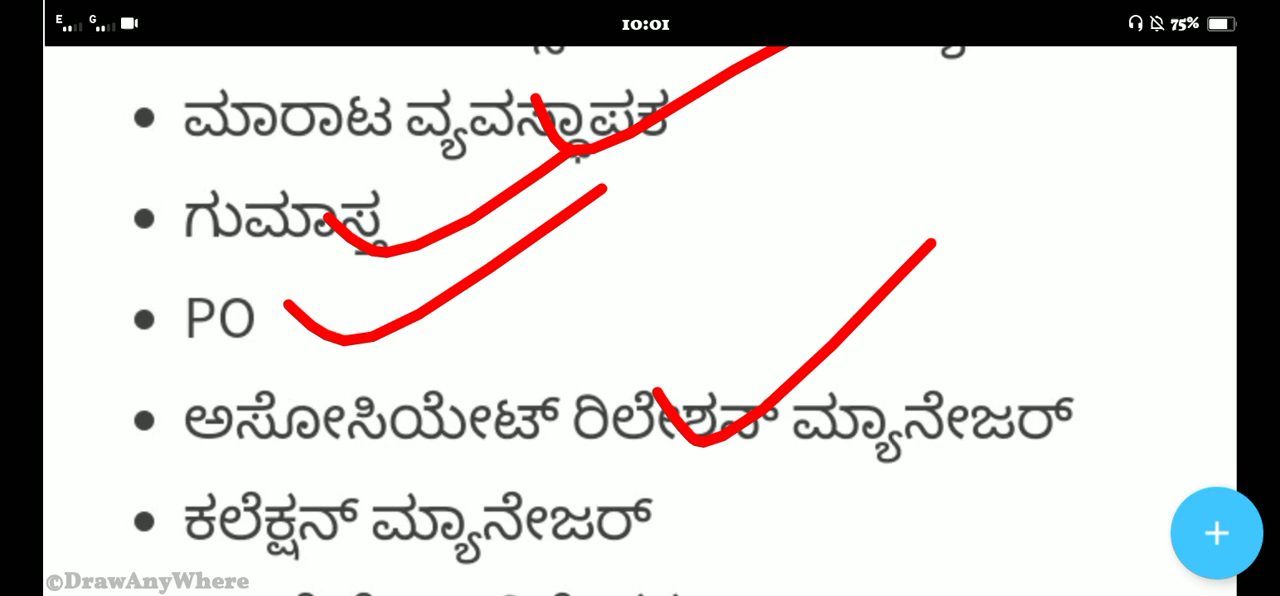 E G 10:01 75%
• ಮಾರಾಟ ವ್ಯವಸ್ಥಾಪಕ
• ಗುಮಾಸ್ತ
• PO
• ಅಸೋಸಿಯೇಟ್ ರಿಲೇಶನ್ ಮ್ಯಾನೇಜರ್
• ಕಲೆಕ್ಷನ್ ಮ್ಯಾನೇಜರ್
©DrawAnyWhere